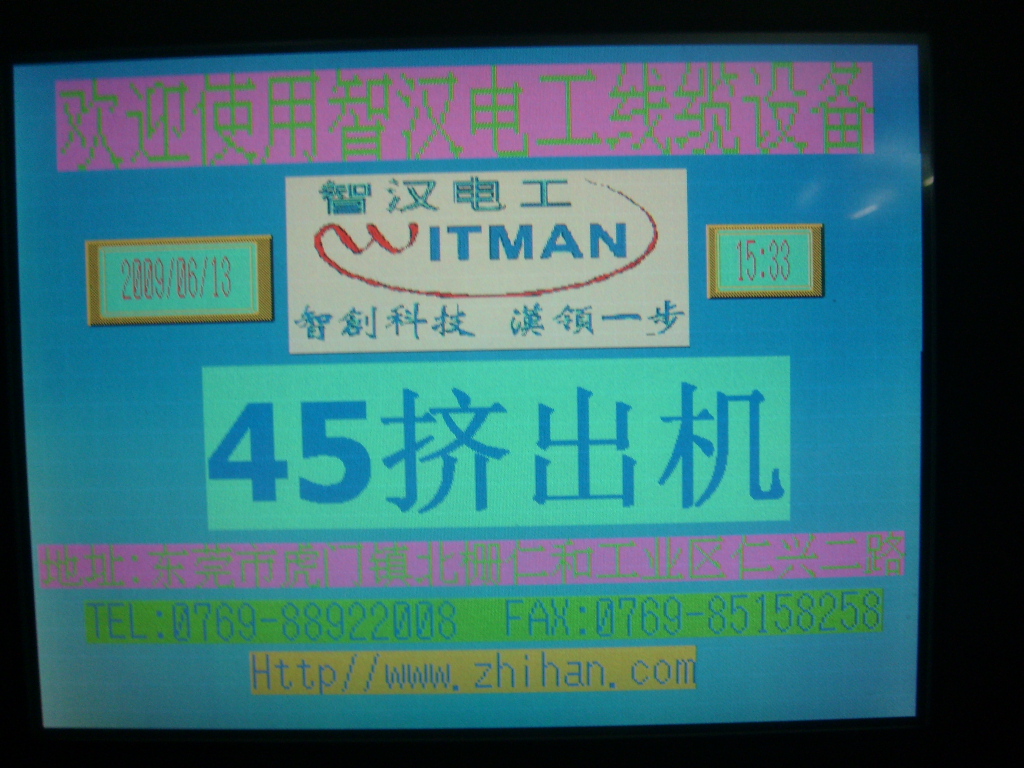 欢迎使用智汉电工线缆设备
智汉电工
WITMAN
智創科技 漢領一步
2009/06/13
15:33
45挤出机
地址:东莞市虎门镇北栅仁和工业区仁兴二路
TEL:0769-88922008 FAX:0769-85158258
Http//www.zhihan.com